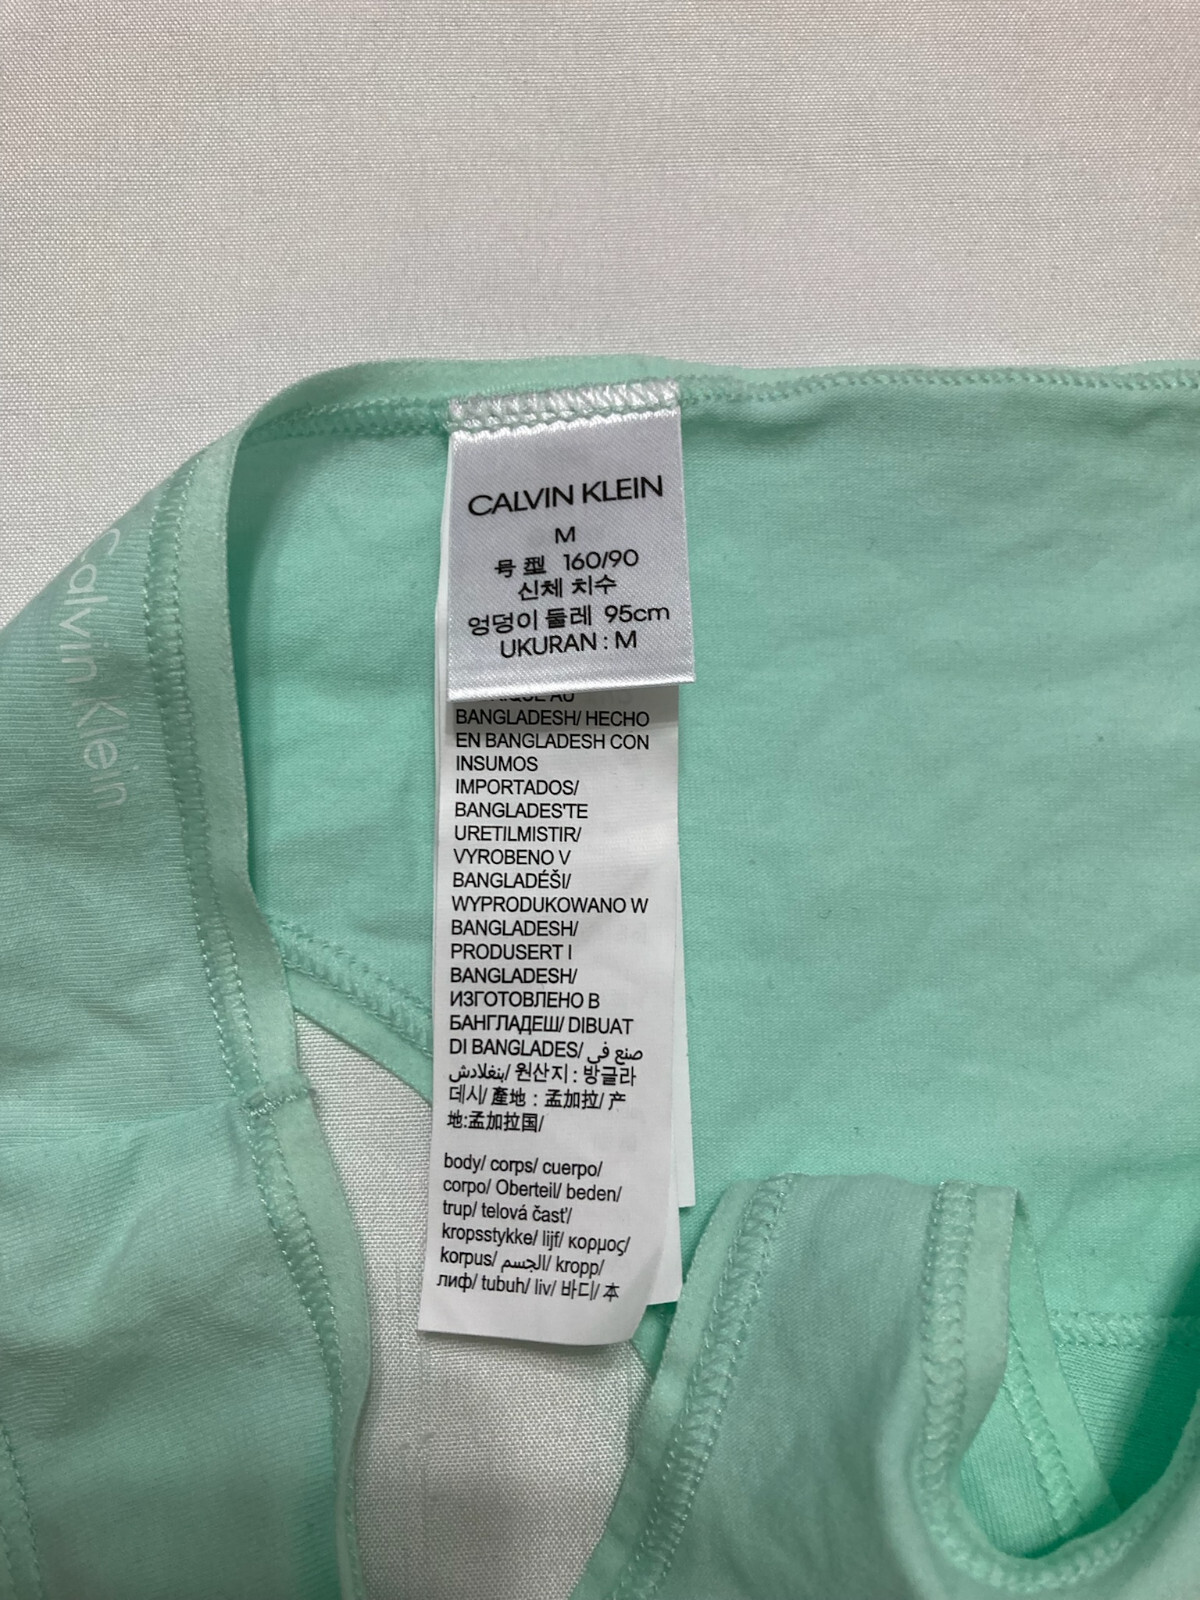 CALVIN KLEIN
M
号型 160/90
신체 치수
엉덩이 둘레 95cm
UKURAN : M
AU
BANGLADESH/ HECHO
EN BANGLADESH CON
INSUMOS
IMPORTADOS/
BANGLADES'TE
URETILMISTIR/
VYROBENO V
BANGLADÉŠI/
WYPRODUKOWANO W
BANGLADESH/
PRODUSERT I
BANGLADESH/
ИЗГОТОВЛЕНО В
БАНГЛАДЕШ/ DIBUAT
DI BANGLADES/ صنع في
بنغلادش/ 원산지 : 방글라
데시/ 產地 : 孟加拉/ 产
地:孟加拉国/
body/ corps/ cuerpo/
corpo/ Oberteil/ beden/
trup/ telová časť/
kropsstykke/ lijf/ κορμος/
korpus/ الجسم/ kropp/
лиф/ tubuh/ liv/ 바디/ 本
Calvin Klein